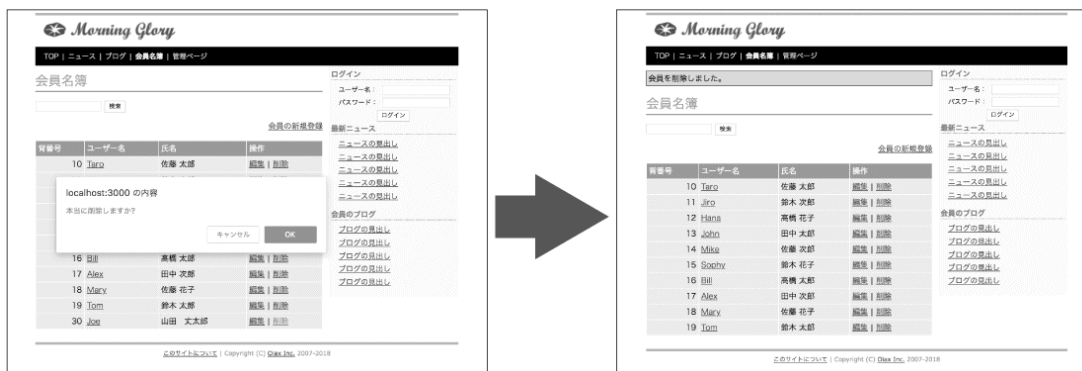 Morning Glory
TOP | ニュース | ブログ | 会員名簿 | 管理ページ
会員名簿
検索
会員の新規登録
背番号 ユーザー名 氏名 操作
10 Taro 佐藤 太郎 編集 | 削除
localhost:3000 の内容
本当に削除しますか?
キャンセル OK
16 Bill 高橋 太郎 編集 | 削除
17 Alex 田中 次郎 編集 | 削除
18 Mary 佐藤 花子 編集 | 削除
19 Tom 鈴木 太郎 編集 | 削除
30 Joe 山田 丈太郎 編集 | 削除
ログイン
ユーザー名:
パスワード:
ログイン
最新ニュース
ニュースの見出し
ニュースの見出し
ニュースの見出し
ニュースの見出し
ニュースの見出し
会員のブログ
ブログの見出し
ブログの見出し
ブログの見出し
ブログの見出し
ブログの見出し
このサイトについて | Copyright (C) Oiax Inc. 2007-2018
Morning Glory
TOP | ニュース | ブログ | 会員名簿 | 管理ページ
会員を削除しました。
会員名簿
検索
会員の新規登録
背番号 ユーザー名 氏名 操作
10 Taro 佐藤 太郎 編集 | 削除
11 Jiro 鈴木 次郎 編集 | 削除
12 Hana 高橋 花子 編集 | 削除
13 John 田中 太郎 編集 | 削除
14 Mike 佐藤 次郎 編集 | 削除
15 Sophy 鈴木 花子 編集 | 削除
16 Bill 高橋 太郎 編集 | 削除
17 Alex 田中 次郎 編集 | 削除
18 Mary 佐藤 花子 編集 | 削除
19 Tom 鈴木 太郎 編集 | 削除
ログイン
ユーザー名:
パスワード:
ログイン
最新ニュース
ニュースの見出し
ニュースの見出し
ニュースの見出し
ニュースの見出し
ニュースの見出し
会員のブログ
ブログの見出し
ブログの見出し
ブログの見出し
ブログの見出し
ブログの見出し
このサイトについて | Copyright (C) Oiax Inc. 2007-2018